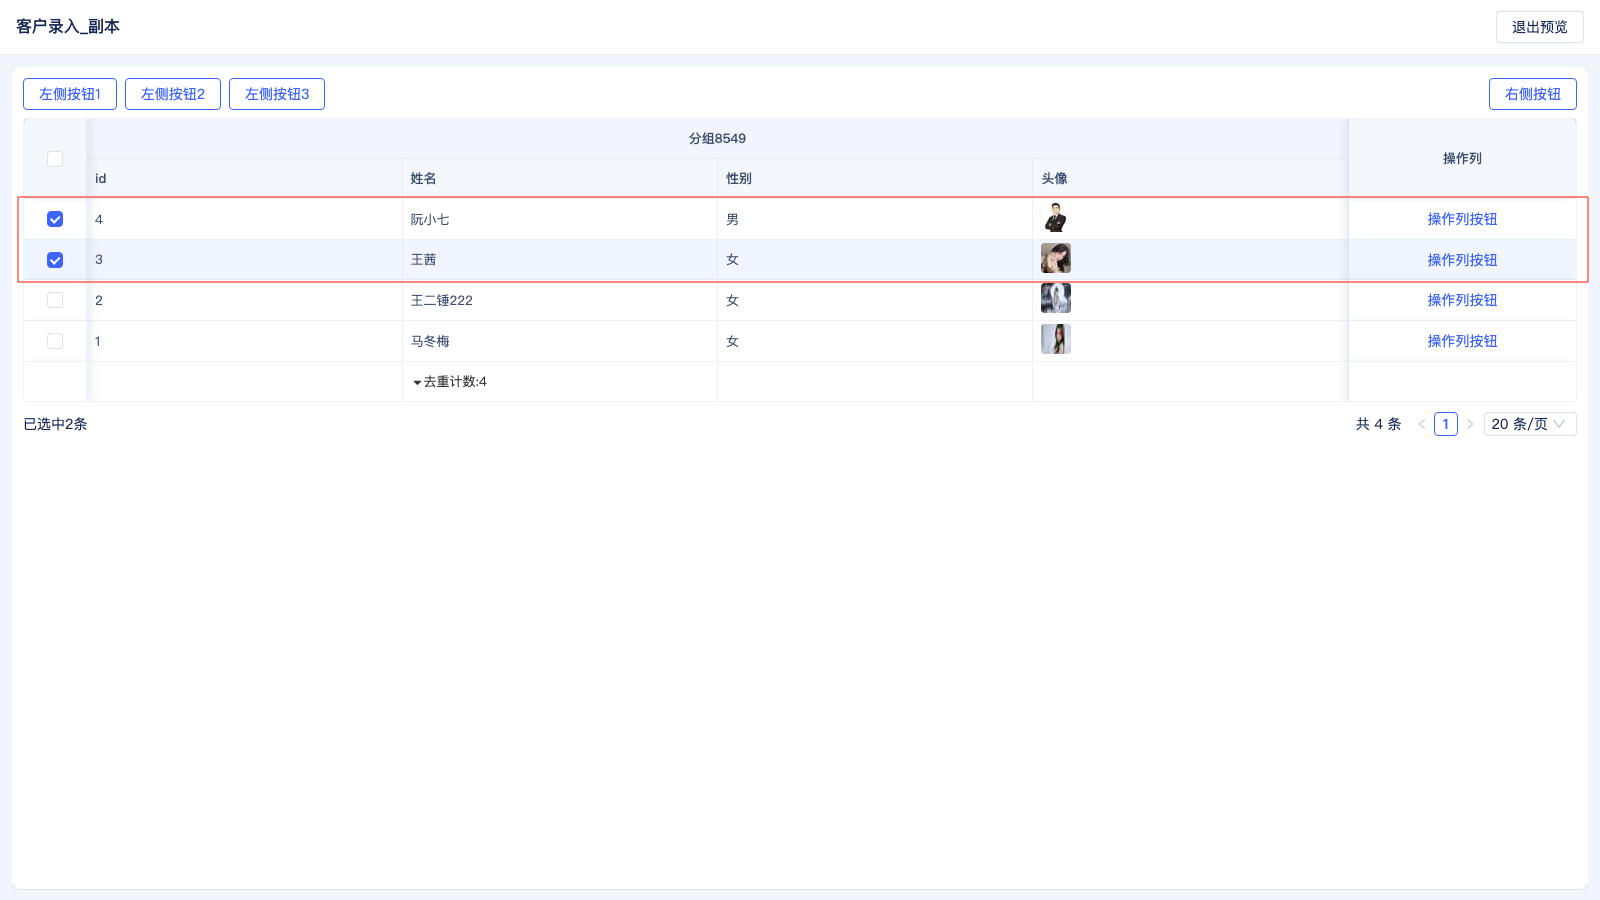 客户录入_副本
退出预览
左侧按钮1 左侧按钮2 左侧按钮3 右侧按钮
分组8549
操作列
id 姓名 性别 头像
4 阮小七 男 操作列按钮
3 王茜 女 操作列按钮
2 王二锤222 女 操作列按钮
1 马冬梅 女 操作列按钮
去重计数:4
已选中2条 共 4 条 1 20 条/页